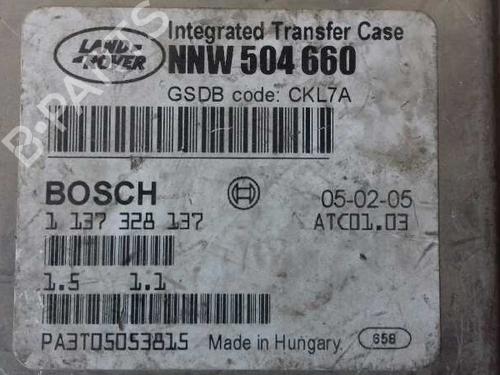 LAND-
ROVER
Integrated Transfer Case
NNW 504 660
GSDB code: CKL7A
BOSCH
05-02-05
1 137 328 137
ATC01.03
1.5 1.1
PA3T05053815
Made in Hungary
658
B-PARTS